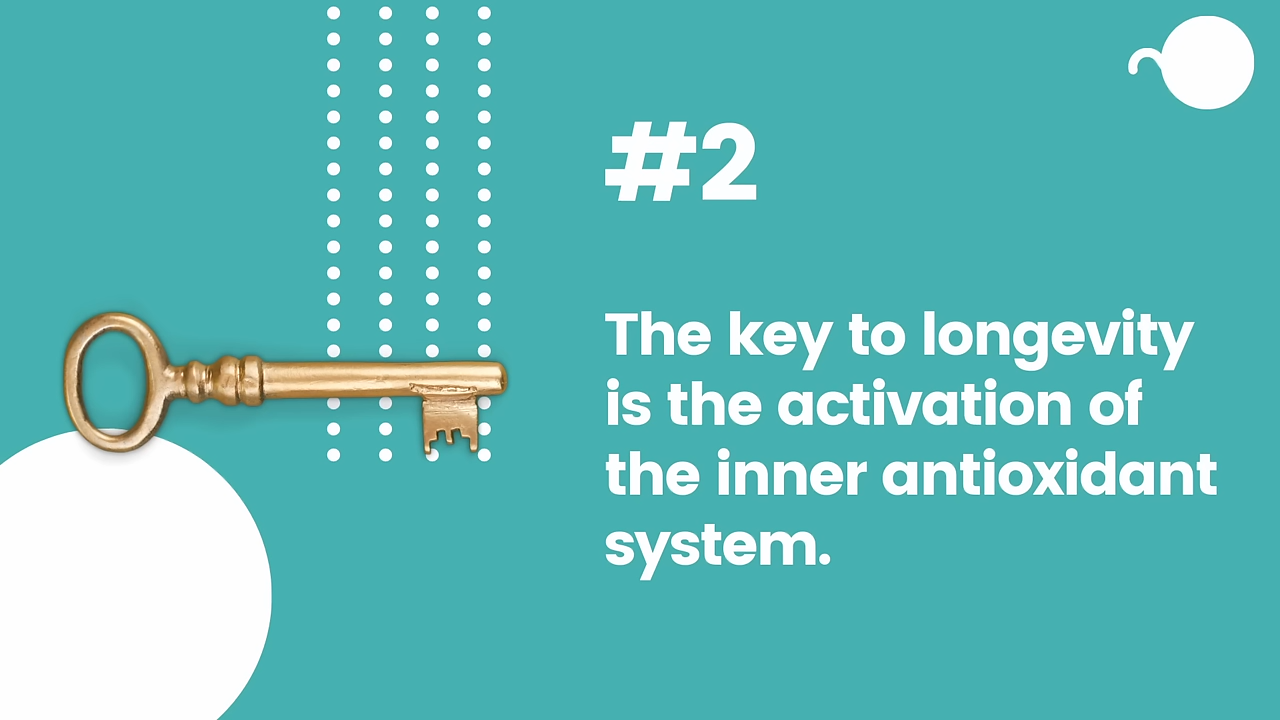 #2
The key to longevity
is the activation of
the inner antioxidant
system.